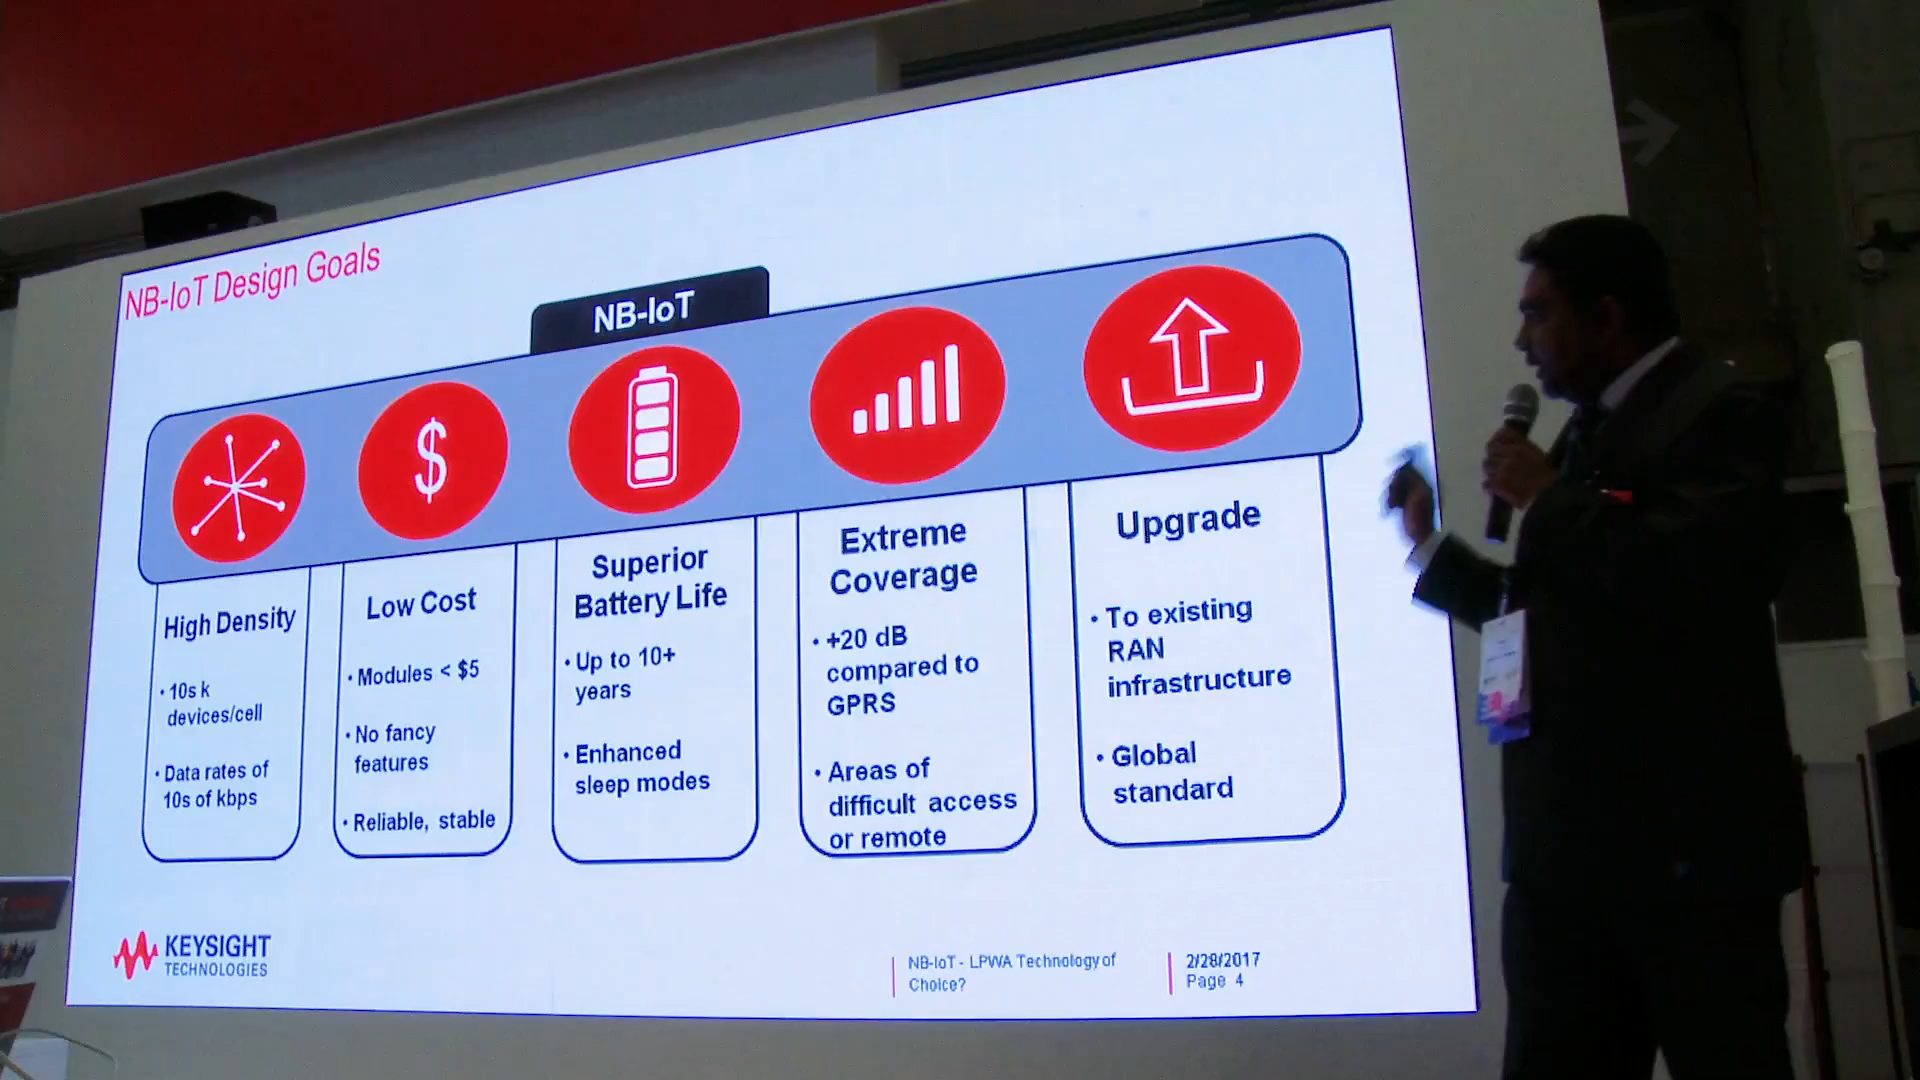 NB-IoT Design Goals
NB-IoT
$
High Density
• 10s k
devices/cell
• Data rates of
10s of kbps
Low Cost
• Modules < $5
• No fancy
features
• Reliable, stable
Superior
Battery Life
• Up to 10+
years
• Enhanced
sleep modes
Extreme
Coverage
• +20 dB
compared to
GPRS
• Areas of
difficult access
or remote
Upgrade
• To existing
RAN
infrastructure
• Global
standard
KEYSIGHT
TECHNOLOGIES
NB-IoT - LPWA Technology of
Choice?
2/28/2017
Page 4